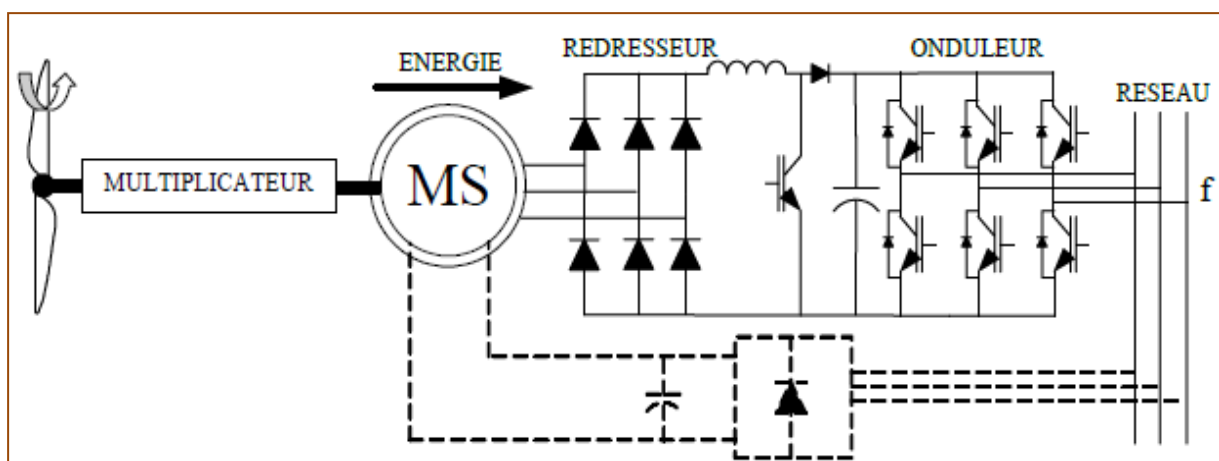 REDRESSEUR
ONDULEUR
ENERGIE
RESEAU
MULTIPLICATEUR
MS
f